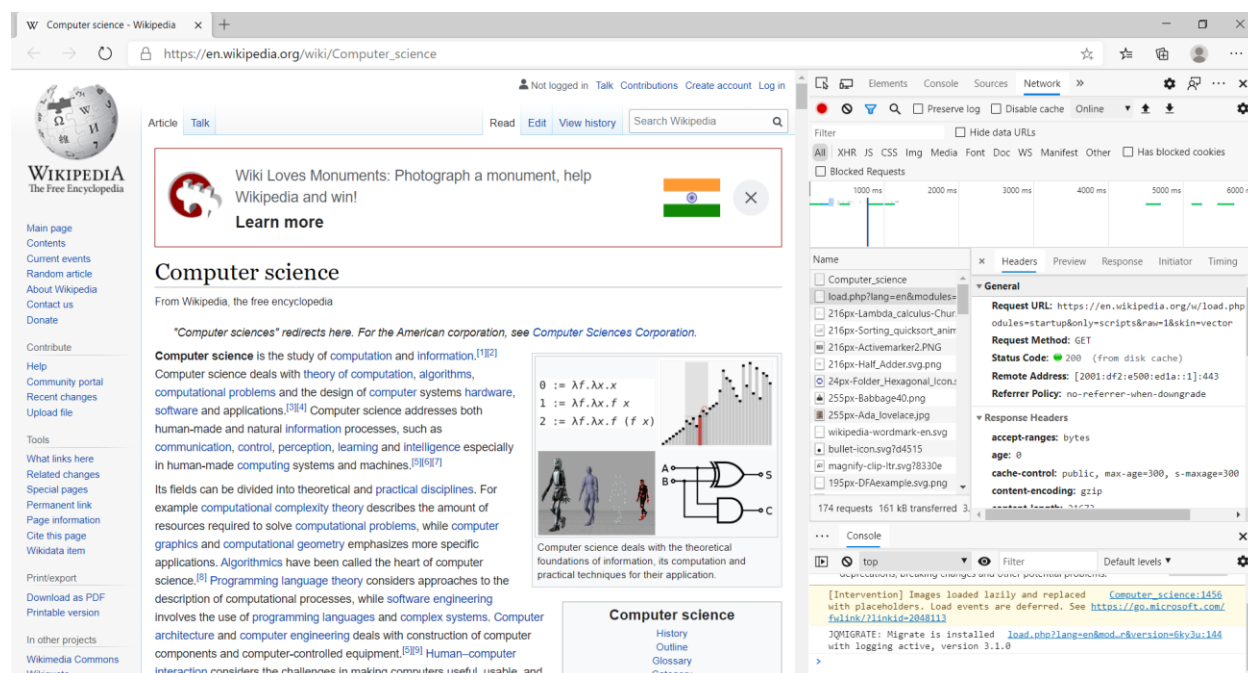 Computer science - Wikipedia
https://en.wikipedia.org/wiki/Computer_science
WIKIPEDIA
The Free Encyclopedia
Main page
Contents
Current events
Random article
About Wikipedia
Contact us
Donate
Contribute
Help
Community portal
Recent changes
Upload file
Tools
What links here
Related changes
Special pages
Permanent link
Page information
Cite this page
Wikidata item
Print/export
Download as PDF
Printable version
In other projects
Wikimedia Commons
Not logged in Talk Contributions Create account Log in
Article Talk Read Edit View history Search Wikipedia
Wiki Loves Monuments: Photograph a monument, help
Wikipedia and win!
Learn more
Computer science
From Wikipedia, the free encyclopedia
"Computer sciences" redirects here. For the American corporation, see Computer Sciences Corporation.
Computer science is the study of computation and information.[1][2]
Computer science deals with theory of computation, algorithms,
computational problems and the design of computer systems hardware,
software and applications.[3][4] Computer science addresses both
human-made and natural information processes, such as
communication, control, perception, learning and intelligence especially
in human-made computing systems and machines.[5][6][7]
Its fields can be divided into theoretical and practical disciplines. For
example computational complexity theory describes the amount of
resources required to solve computational problems, while computer
graphics and computational geometry emphasizes more specific
applications. Algorithmics have been called the heart of computer
science.[8] Programming language theory considers approaches to the
description of computational processes, while software engineering
involves the use of programming languages and complex systems. Computer
architecture and computer engineering deals with construction of computer
components and computer-controlled equipment.[5][9] Human–computer
interaction considers the challenges in making computers useful, usable, and
0 := λf.λx.x
1 := λf.λx.f x
2 := λf.λx.f (f x)
A
B
S
C
Computer science deals with the theoretical
foundations of information, its computation and
practical techniques for their application.
Computer science
History
Outline
Glossary
Category
Elements Console Sources Network
Preserve log Disable cache Online
Filter Hide data URLs
All XHR JS CSS Img Media Font Doc WS Manifest Other Has blocked cookies
Blocked Requests
1000 ms 2000 ms 3000 ms 4000 ms 5000 ms 6000
Name
Computer_science
load.php?lang=en&modules=
216px-Lambda_calculus-Chur
216px-Sorting_quicksort_anim
216px-Activemarker2.PNG
216px-Half_Adder.svg.png
24px-Folder_Hexagonal_Icon.s
255px-Babbage40.png
255px-Ada_lovelace.jpg
wikipedia-wordmark-en.svg
bullet-icon.svg?d4515
magnify-clip-ltr.svg?8330e
195px-DFAexample.svg.png
174 requests 161 kB transferred 3.
Headers Preview Response Initiator Timing
General
Request URL: https://en.wikipedia.org/w/load.php
odules=startup&only=scripts&raw=1&skin=vector
Request Method: GET
Status Code: 200 (from disk cache)
Remote Address: [2001:df2:e500:ed1a::1]:443
Referrer Policy: no-referrer-when-downgrade
Response Headers
accept-ranges: bytes
age: 0
cache-control: public, max-age=300, s-maxage=300
content-encoding: gzip
Console
top Filter Default levels
deprecations, breaking changes and other potential problems.
[Intervention] Images loaded lazily and replaced Computer_science:1456
with placeholders. Load events are deferred. See https://go.microsoft.com/
fwlink/?linkid=2048113
JQMIGRATE: Migrate is installed load.php?lang=en&mod…r&version=6ky3u:144
with logging active, version 3.1.0